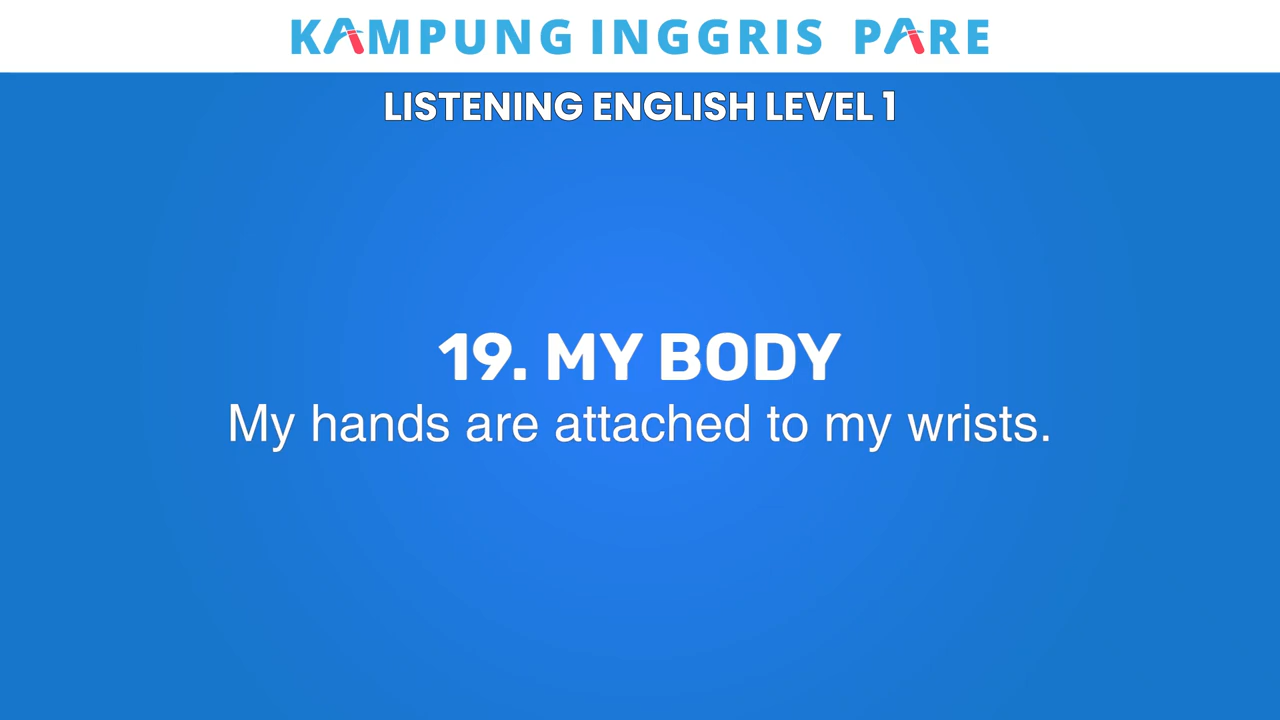 KAMPUNG INGGRIS PARE
LISTENING ENGLISH LEVEL 1
19. MY BODY
My hands are attached to my wrists.